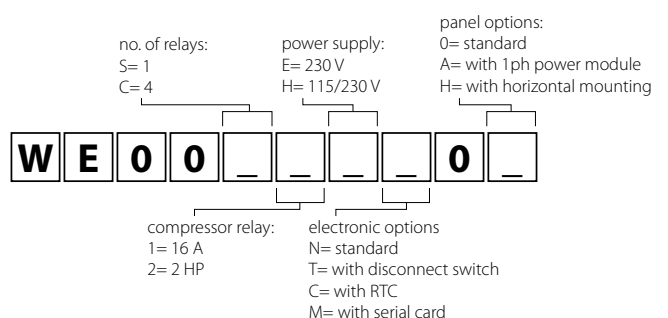 panel options:
no. of relays: power supply: 0= standard
S= 1 E= 230 V A= with 1ph power module
C= 4 H= 115/230 V H= with horizontal mounting
W E 0 0 _ _ _ _ 0 _
compressor relay: electronic options
1= 16 A N= standard
2= 2 HP T= with disconnect switch
C= with RTC
M= with serial card